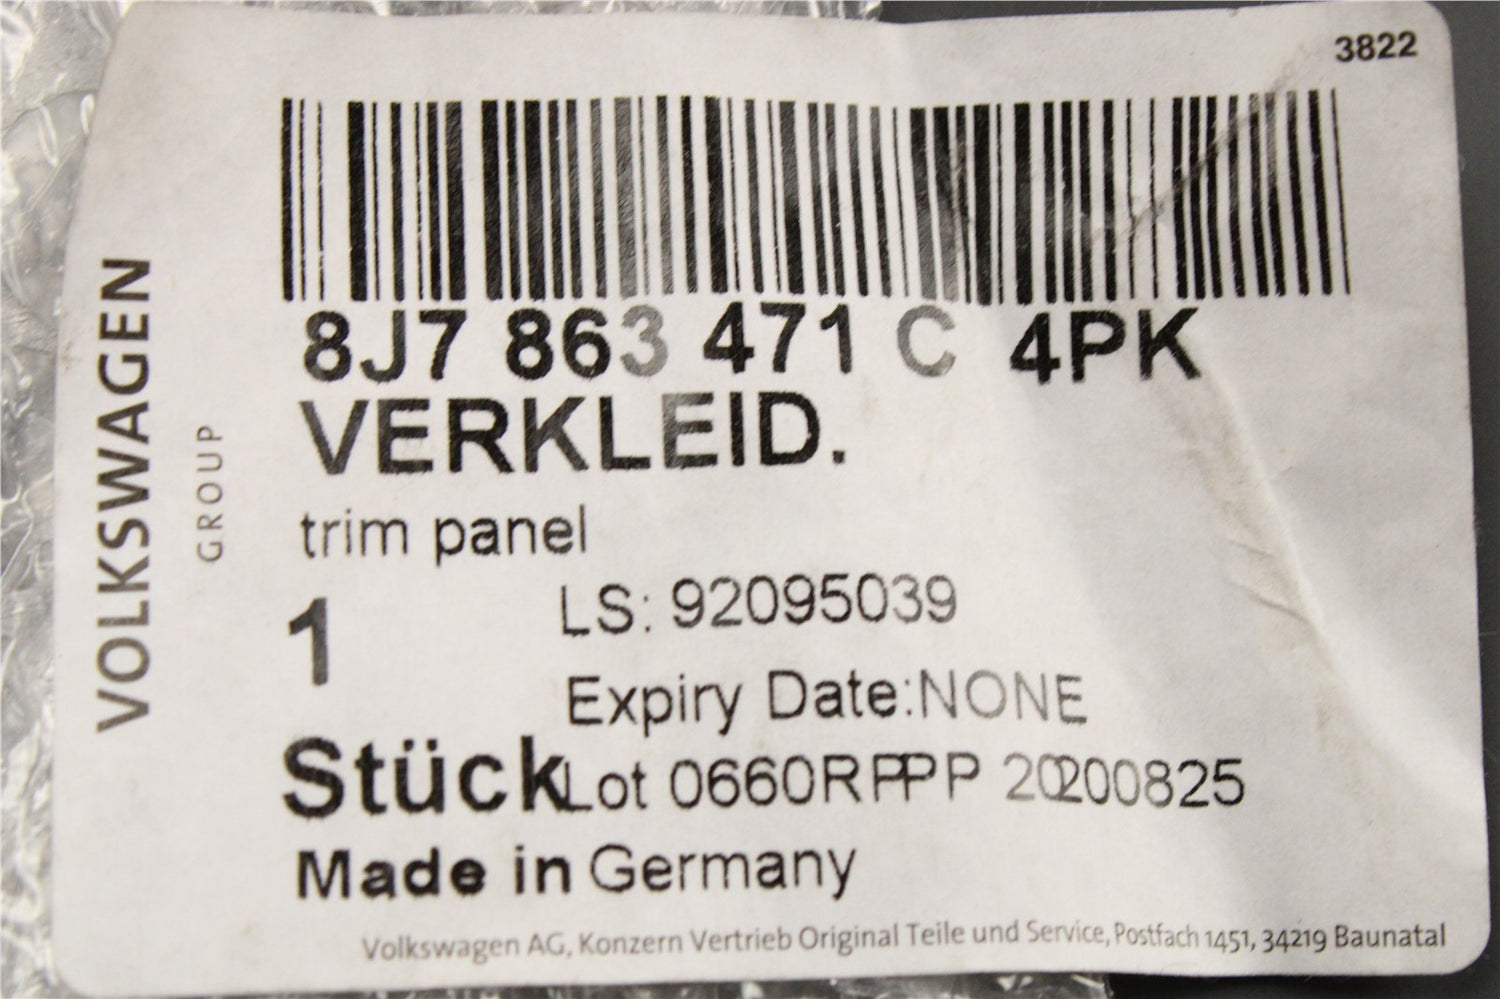 3822
8J7 863 471 C 4PK
VERKLEID.
trim panel
1
LS: 92095039
Expiry Date:NONE
Stück
Lot 0660RPPP 20200825
Made in Germany
Volkswagen AG, Konzern Vertrieb Original Teile und Service, Postfach 1451, 34219 Baunatal
VOLKSWAGEN
GROUP